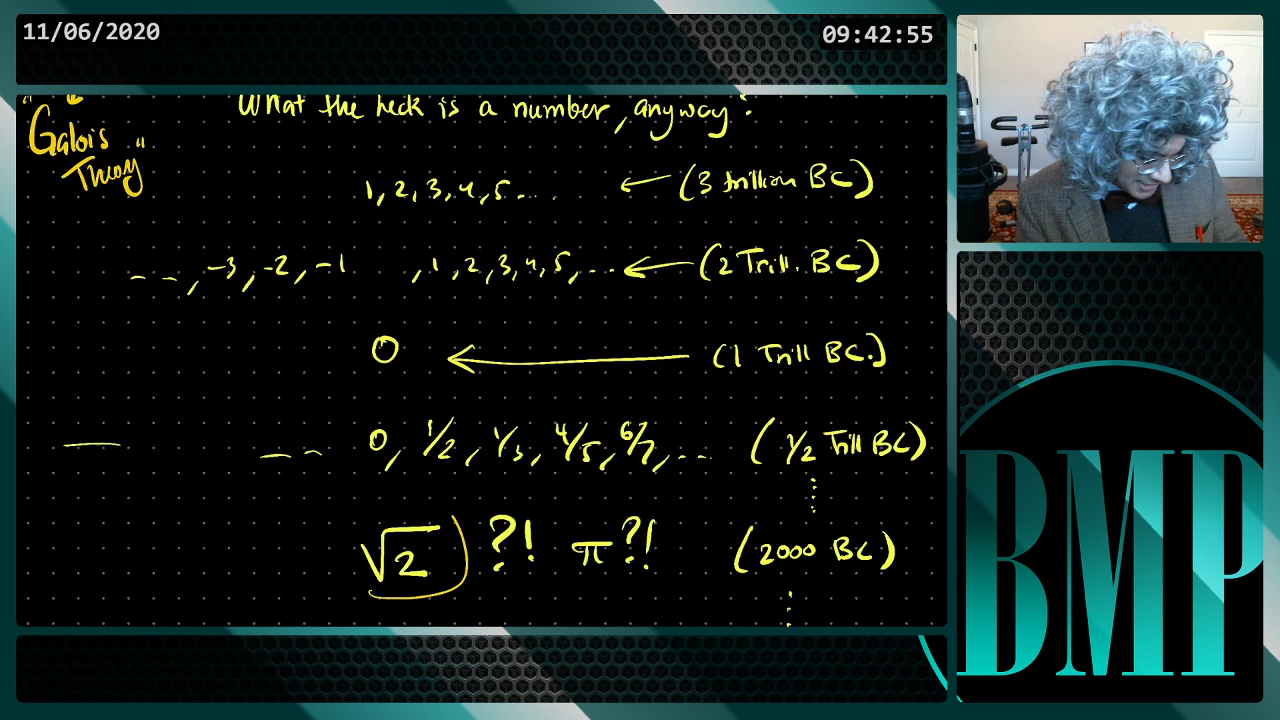 11/06/2020
09:42:55
"Galois Theory"
What the heck is a number, anyway?
1, 2, 3, 4, 5... ← (3 trillion BC)
- -, -3, -2, -1 , 1, 2, 3, 4, 5, ... ← (2 Trill. BC)
0 ← (1 Trill BC.)
— - - 0, 1/2, 1/3, 4/5, 6/7, ... (1/2 Trill BC)
√2 ?! π ?! (2000 BC)
BMP